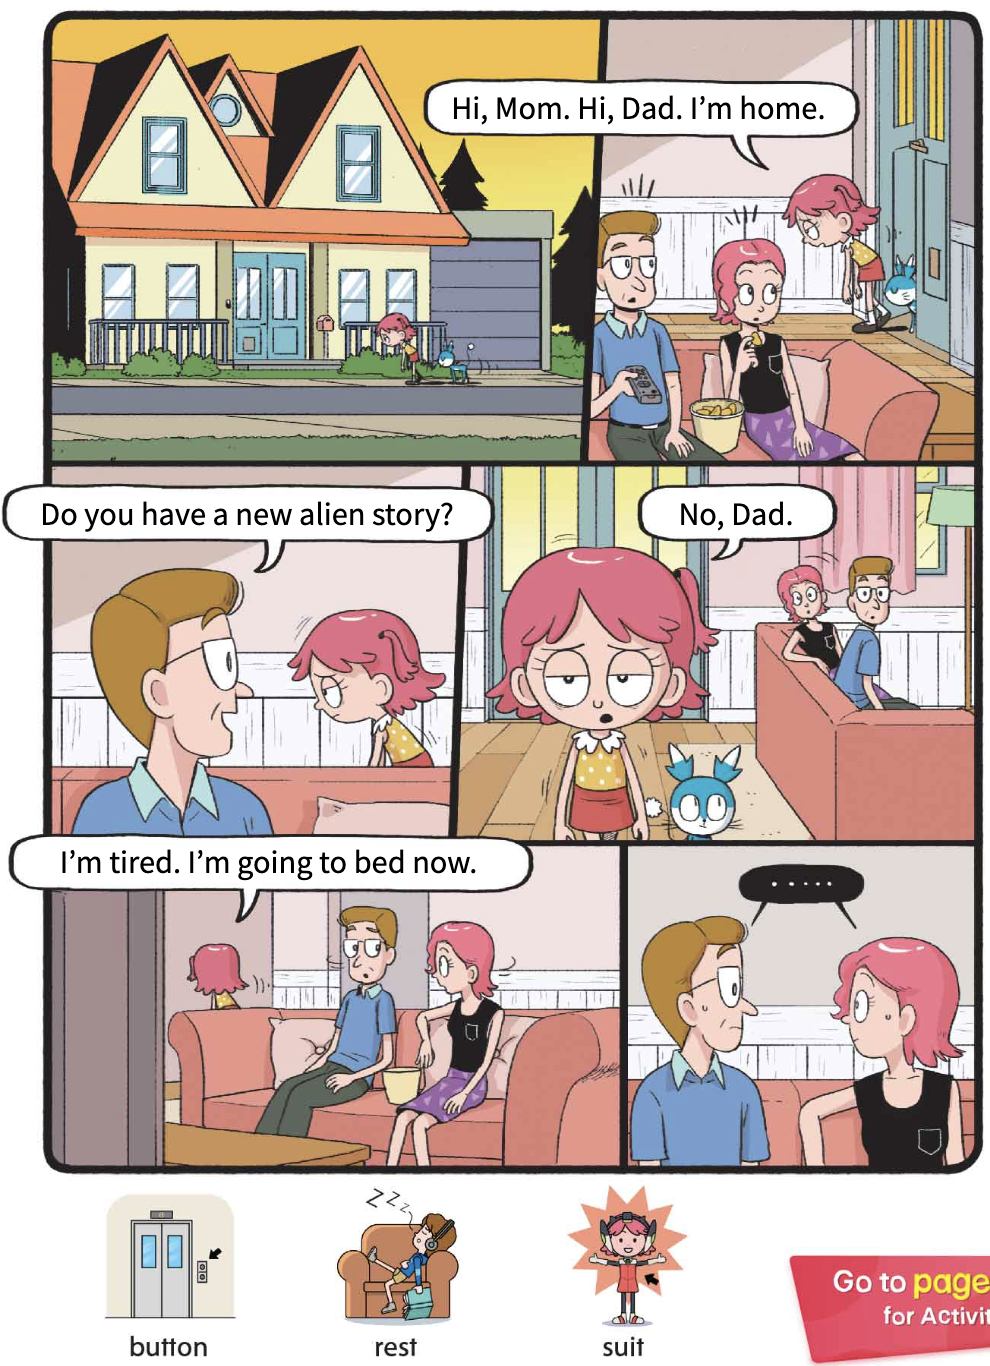 Hi, Mom. Hi, Dad. I'm home.
Do you have a new alien story?
No, Dad.
I'm tired. I'm going to bed now.
.....
Z Z Z Z
button
rest
suit
Go to page
for